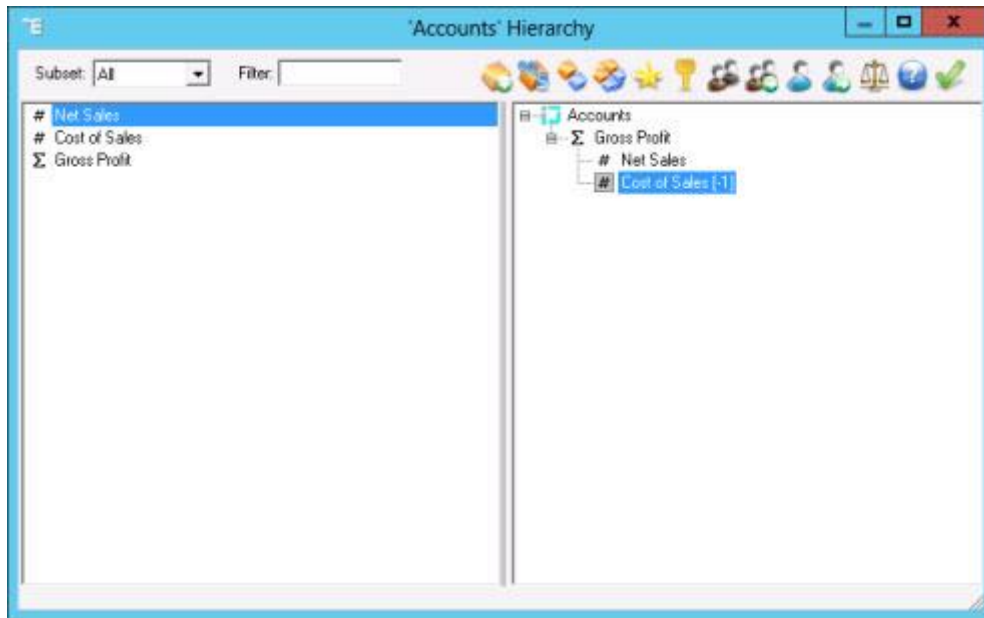 'Accounts' Hierarchy
Subset: All Filter:
# Net Sales
# Cost of Sales
Σ Gross Profit
Accounts
Σ Gross Profit
# Net Sales
# Cost of Sales [-1]